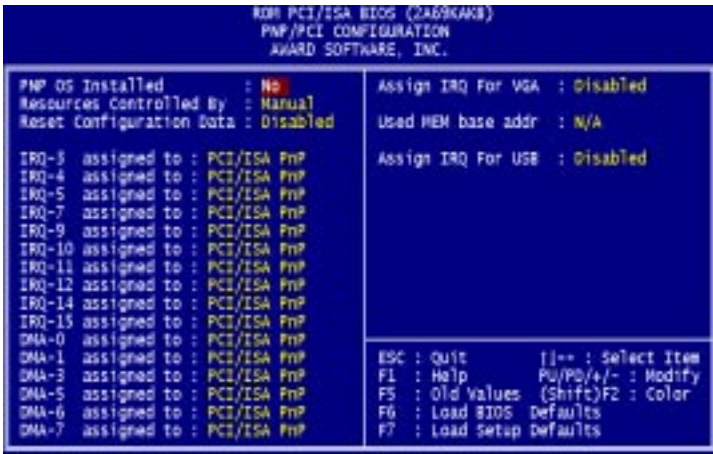 ROM PCI/ISA BIOS (2A69KAKB)
PNP/PCI CONFIGURATION
AWARD SOFTWARE, INC.
PNP OS Installed : No
Resources Controlled By : Manual
Reset Configuration Data : Disabled
IRQ-3 assigned to : PCI/ISA PnP
IRQ-4 assigned to : PCI/ISA PnP
IRQ-5 assigned to : PCI/ISA PnP
IRQ-7 assigned to : PCI/ISA PnP
IRQ-9 assigned to : PCI/ISA PnP
IRQ-10 assigned to : PCI/ISA PnP
IRQ-11 assigned to : PCI/ISA PnP
IRQ-12 assigned to : PCI/ISA PnP
IRQ-14 assigned to : PCI/ISA PnP
IRQ-15 assigned to : PCI/ISA PnP
DMA-0 assigned to : PCI/ISA PnP
DMA-1 assigned to : PCI/ISA PnP
DMA-3 assigned to : PCI/ISA PnP
DMA-5 assigned to : PCI/ISA PnP
DMA-6 assigned to : PCI/ISA PnP
DMA-7 assigned to : PCI/ISA PnP
Assign IRQ For VGA : Disabled
Used MEM base addr : N/A
Assign IRQ For USB : Disabled
ESC : Quit ↑↓→← : Select Item
F1 : Help PU/PD/+/- : Modify
F5 : Old Values (Shift)F2 : Color
F6 : Load BIOS Defaults
F7 : Load Setup Defaults